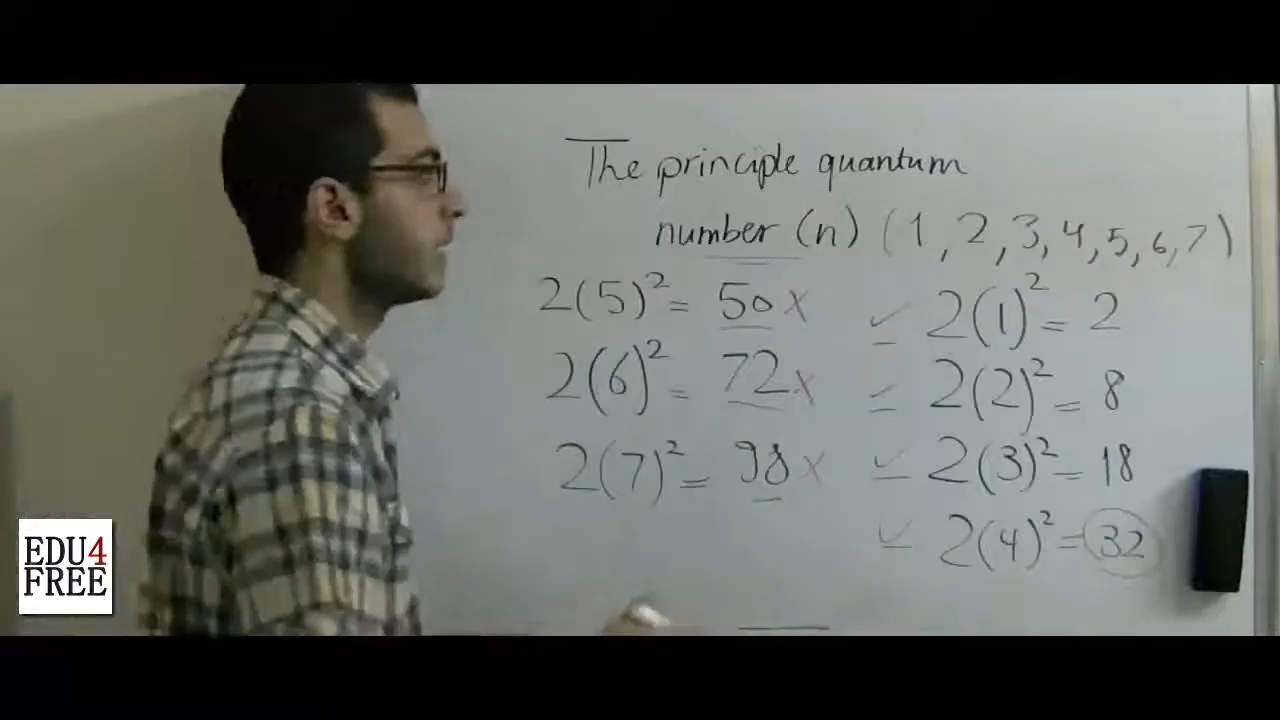 The principle quantum
number (n) (1, 2, 3, 4, 5, 6, 7)
2(5)² = 50 x
2(6)² = 72 x
2(7)² = 98 x
✓ 2(1)² = 2
✓ 2(2)² = 8
✓ 2(3)² = 18
✓ 2(4)² = 32
EDU4
FREE